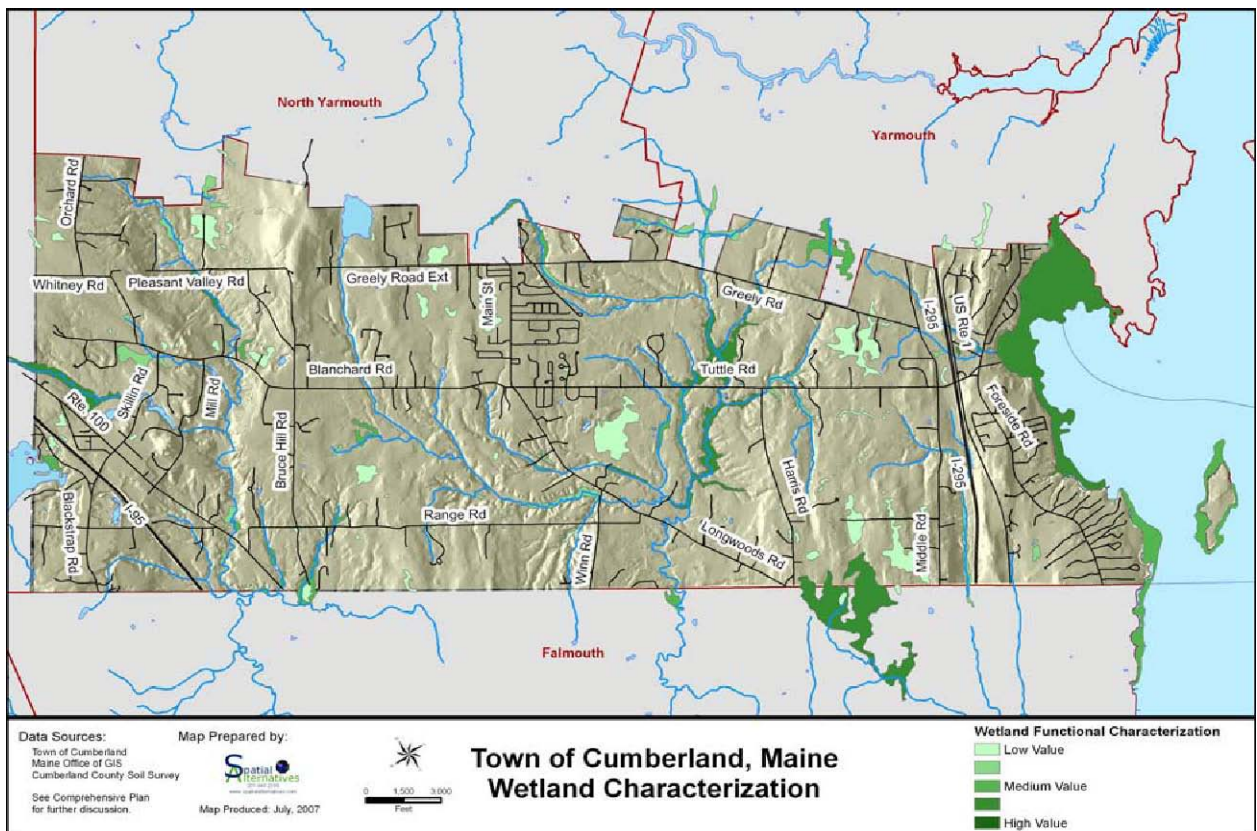 North Yarmouth
Yarmouth
Orchard Rd
Whitney Rd
Pleasant Valley Rd
Greely Road Ext
Main St
Greely Rd
I-295
US Rte 1
Blanchard Rd
Tuttle Rd
Skillin Rd
Mill Rd
Rte. 100
Bruce Hill Rd
Foreside Rd
Harris Rd
I-295
Blackstrap Rd
I-95
Range Rd
Winn Rd
Longwoods Rd
Middle Rd
Falmouth
Data Sources:
Town of Cumberland
Maine Office of GIS
Cumberland County Soil Survey
See Comprehensive Plan
for further discussion.
Map Prepared by:
Spatial
Alternatives
www.spatialalternatives.com
Map Produced: July, 2007
0 1,500 3,000
Feet
Town of Cumberland, Maine
Wetland Characterization
Wetland Functional Characterization
Low Value
Medium Value
High Value